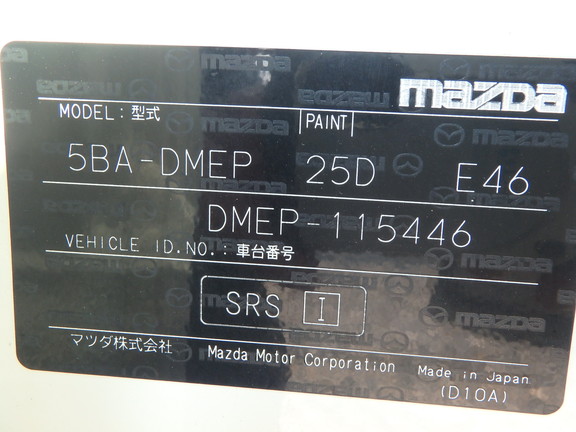 mazda
MODEL : 型式 PAINT
5BA-DMEP 25D E46
DMEP-115446
VEHICLE ID.NO. : 車台番号
SRS I
マツダ株式会社 Mazda Motor Corporation Made in Japan
(D10A)